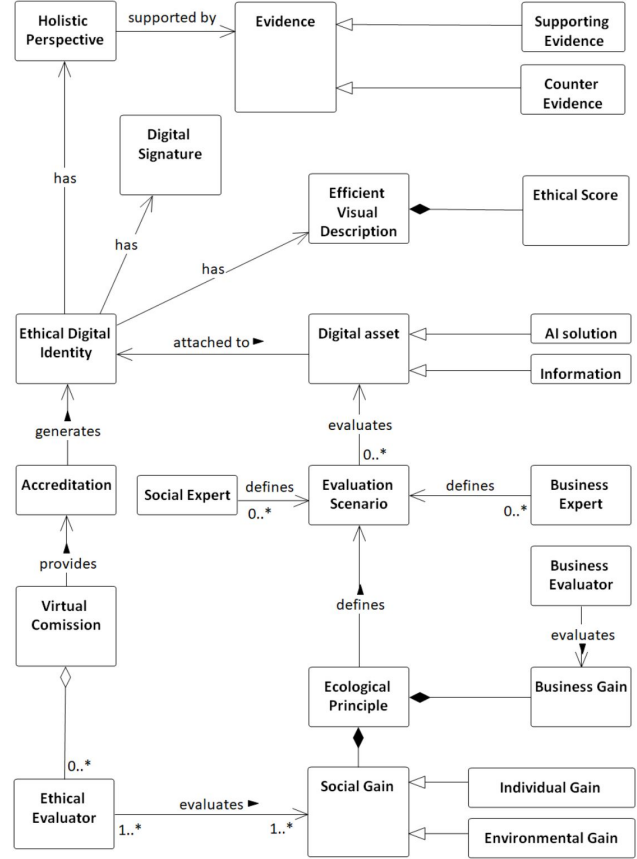 Holistic
Perspective
supported by
Evidence
Supporting
Evidence
Counter
Evidence
Digital
Signature
has
has
has
Efficient
Visual
Description
Ethical Score
Ethical Digital
Identity
attached to
Digital asset
AI solution
Information
generates
evaluates
0..*
Accreditation
Social Expert
defines
0..*
Evaluation
Scenario
defines
0..*
Business
Expert
provides
Virtual
Comission
defines
Business
Evaluator
evaluates
Ecological
Principle
Business Gain
0..*
Ethical
Evaluator
evaluates
1..*
1..*
Social Gain
Individual Gain
Environmental Gain